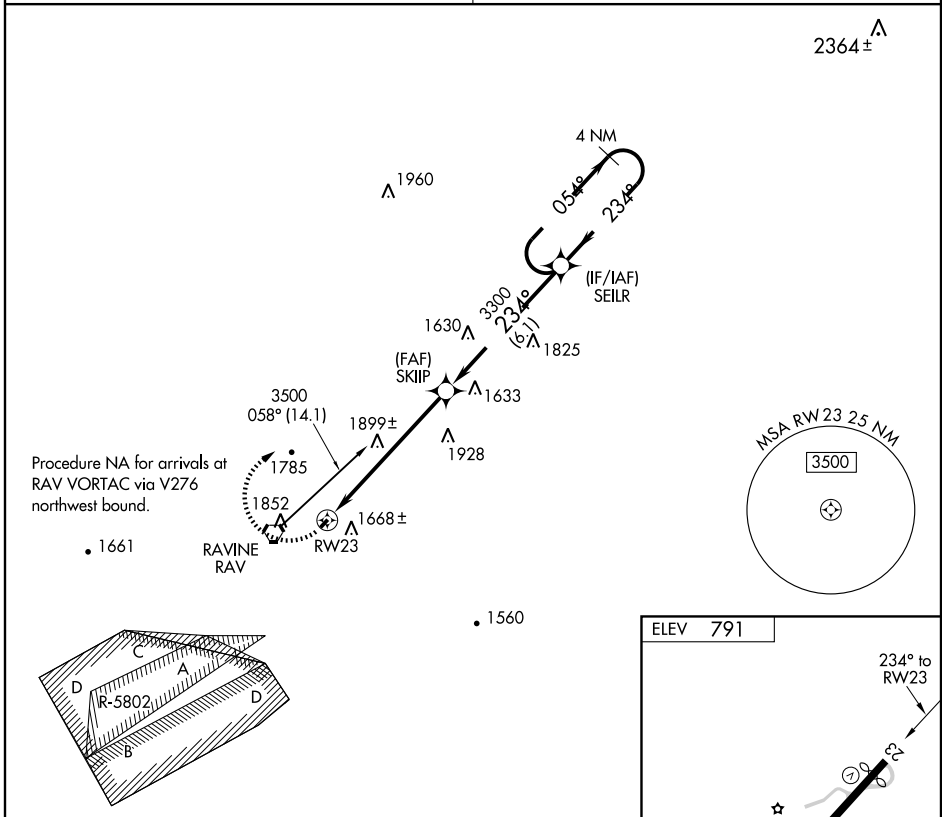 2364±
4 NM
1960
054°
234°
(IF/IAF)
SEILR
3300
234°
(6.1)
1630
1825
(FAF)
SKIIP
1633
3500
058° (14.1)
1899±
1928
MSA RW23 25 NM
3500
Procedure NA for arrivals at
RAV VORTAC via V276
northwest bound.
1785
1852
1668±
RW23
RAVINE
RAV
1661
1560
C
A
D
R-5802
D
B
ELEV 791
234° to
RW23
23
V